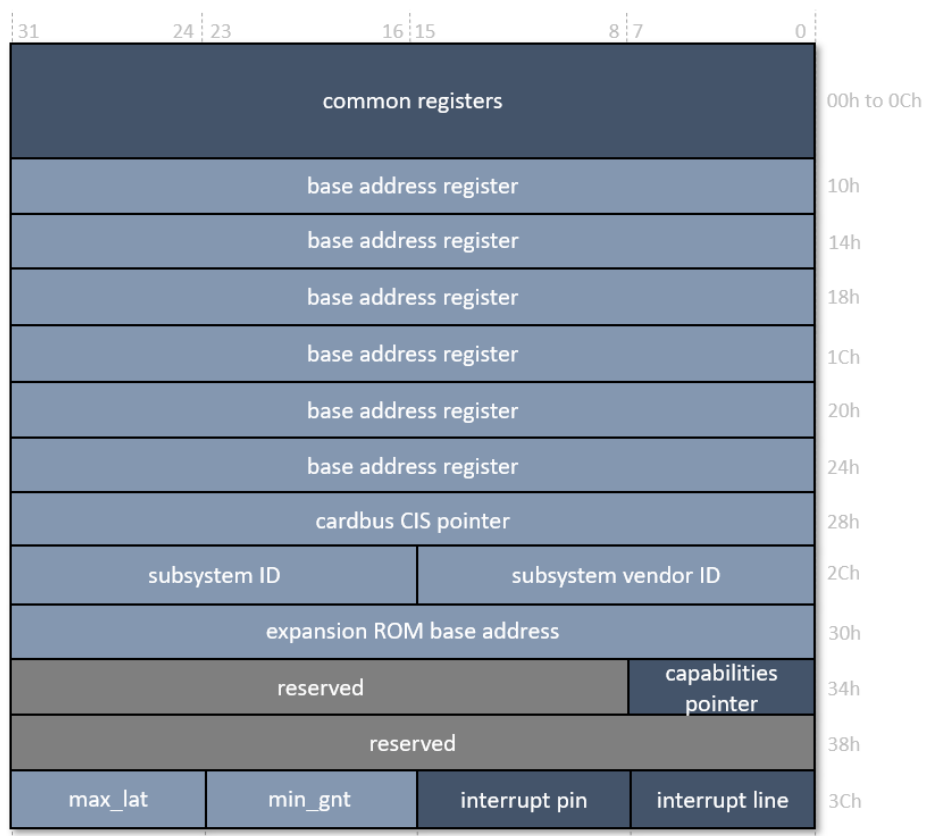 31 24 23 16 15 8 7 0
common registers 00h to 0Ch
base address register 10h
base address register 14h
base address register 18h
base address register 1Ch
base address register 20h
base address register 24h
cardbus CIS pointer 28h
subsystem ID subsystem vendor ID 2Ch
expansion ROM base address 30h
reserved capabilities pointer 34h
reserved 38h
max_lat min_gnt interrupt pin interrupt line 3Ch